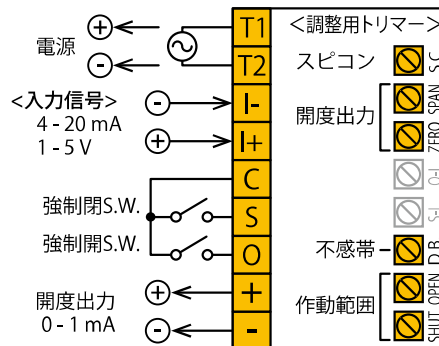 電源
+
-
T1
T2
<入力信号>
4 - 20 mA
1 - 5 V
-
+
I-
I+
強制閉S.W.
強制開S.W.
C
S
O
開度出力
0 - 1 mA
+
-
+
-
<調整用トリマー>
スピコン
S.C
開度出力
SPAN
ZERO
不感帯
D.B
作動範囲
OPEN
SHUT